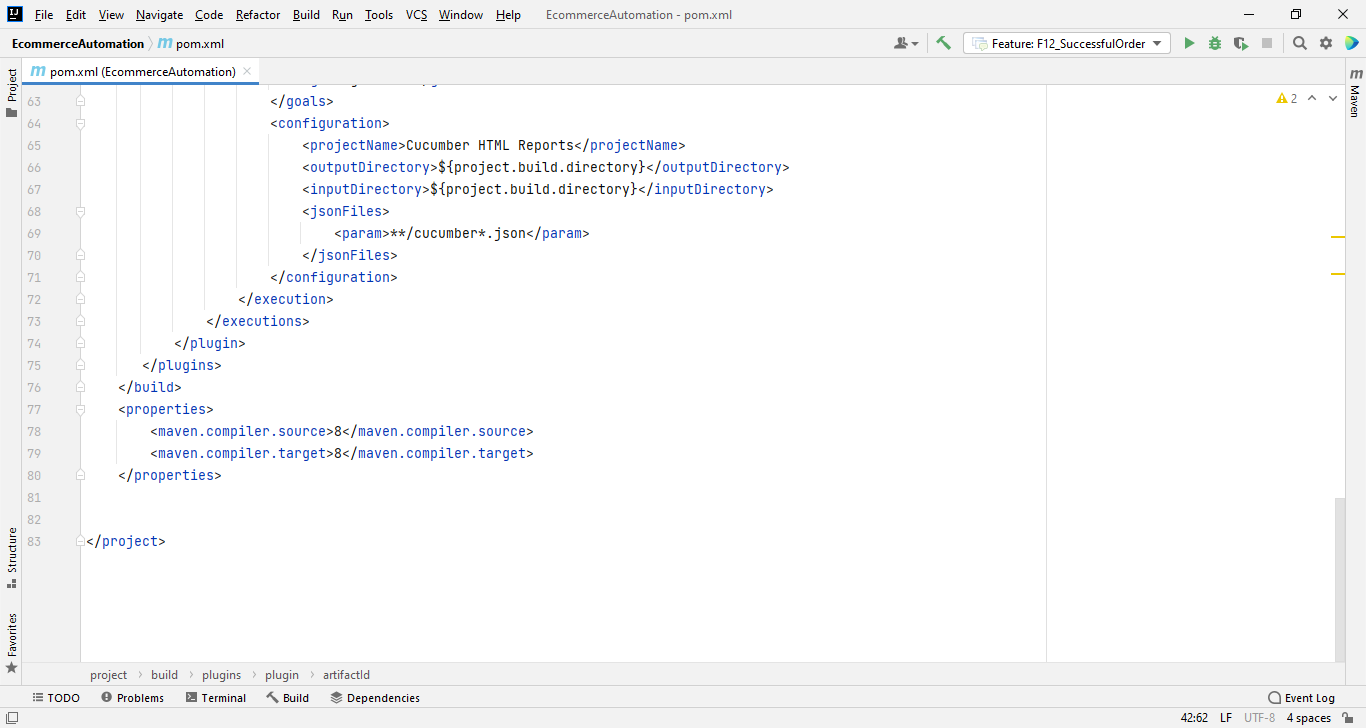 File Edit View Navigate Code Refactor Build Run Tools VCS Window Help EcommerceAutomation - pom.xml
EcommerceAutomation pom.xml Feature: F12_SuccessfulOrder
pom.xml (EcommerceAutomation)
Project
Structure
Favorites
Maven
2
63 </goals>
64 <configuration>
65 <projectName>Cucumber HTML Reports</projectName>
66 <outputDirectory>${project.build.directory}</outputDirectory>
67 <inputDirectory>${project.build.directory}</inputDirectory>
68 <jsonFiles>
69 <param>**/cucumber*.json</param>
70 </jsonFiles>
71 </configuration>
72 </execution>
73 </executions>
74 </plugin>
75 </plugins>
76 </build>
77 <properties>
78 <maven.compiler.source>8</maven.compiler.source>
79 <maven.compiler.target>8</maven.compiler.target>
80 </properties>
81
82
83 </project>
project build plugins plugin artifactId
TODO Problems Terminal Build Dependencies Event Log
42:62 LF UTF-8 4 spaces